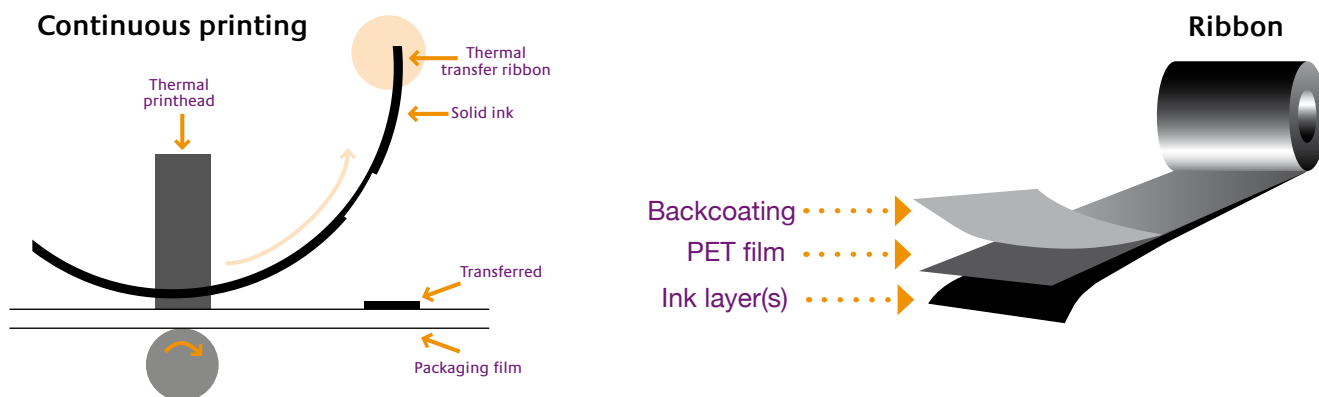 Continuous printing
Thermal
transfer ribbon
Thermal
printhead
Solid ink
Transferred
Packaging film
Ribbon
Backcoating
PET film
Ink layer(s)